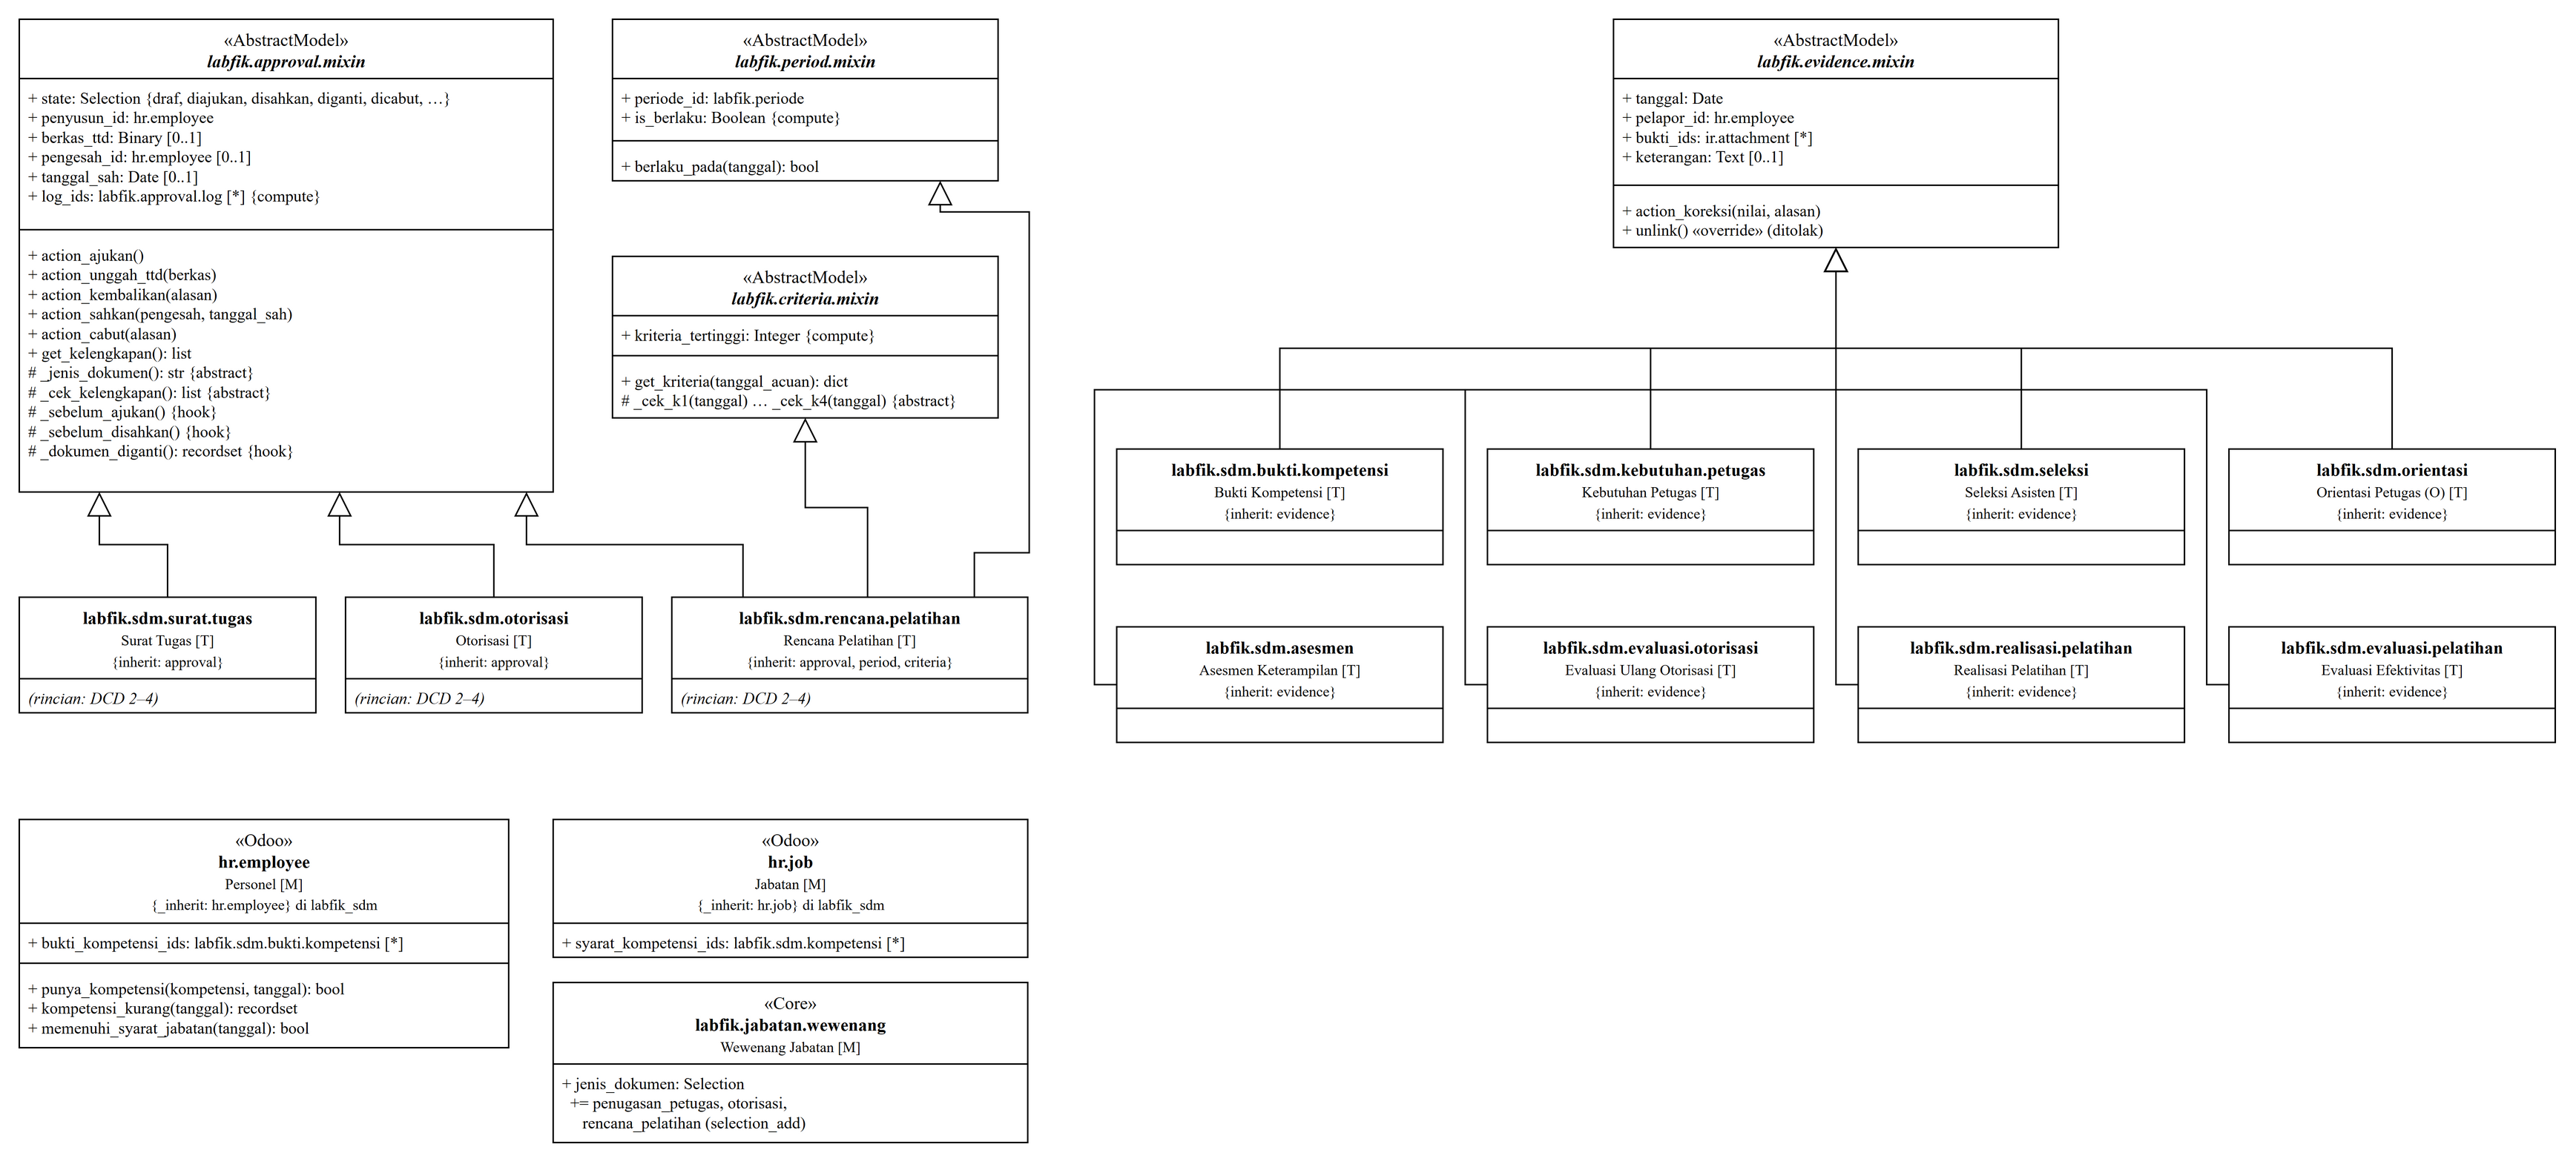 «AbstractModel»
labfik.approval.mixin
+ state: Selection {draf, diajukan, disahkan, diganti, dicabut, …}
+ penyusun_id: hr.employee
+ berkas_ttd: Binary [0..1]
+ pengesah_id: hr.employee [0..1]
+ tanggal_sah: Date [0..1]
+ log_ids: labfik.approval.log [*] {compute}
+ action_ajukan()
+ action_unggah_ttd(berkas)
+ action_kembalikan(alasan)
+ action_sahkan(pengesah, tanggal_sah)
+ action_cabut(alasan)
+ get_kelengkapan(): list
# _jenis_dokumen(): str {abstract}
# _cek_kelengkapan(): list {abstract}
# _sebelum_ajukan() {hook}
# _sebelum_disahkan() {hook}
# _dokumen_diganti(): recordset {hook}
«AbstractModel»
labfik.period.mixin
+ periode_id: labfik.periode
+ is_berlaku: Boolean {compute}
+ berlaku_pada(tanggal): bool
«AbstractModel»
labfik.criteria.mixin
+ kriteria_tertinggi: Integer {compute}
+ get_kriteria(tanggal_acuan): dict
# _cek_k1(tanggal) … _cek_k4(tanggal) {abstract}
«AbstractModel»
labfik.evidence.mixin
+ tanggal: Date
+ pelapor_id: hr.employee
+ bukti_ids: ir.attachment [*]
+ keterangan: Text [0..1]
+ action_koreksi(nilai, alasan)
+ unlink() «override» (ditolak)
labfik.sdm.surat.tugas
Surat Tugas [T]
{inherit: approval}
(rincian: DCD 2–4)
labfik.sdm.otorisasi
Otorisasi [T]
{inherit: approval}
(rincian: DCD 2–4)
labfik.sdm.rencana.pelatihan
Rencana Pelatihan [T]
{inherit: approval, period, criteria}
(rincian: DCD 2–4)
labfik.sdm.bukti.kompetensi
Bukti Kompetensi [T]
{inherit: evidence}
labfik.sdm.kebutuhan.petugas
Kebutuhan Petugas [T]
{inherit: evidence}
labfik.sdm.seleksi
Seleksi Asisten [T]
{inherit: evidence}
labfik.sdm.orientasi
Orientasi Petugas (O) [T]
{inherit: evidence}
labfik.sdm.asesmen
Asesmen Keterampilan [T]
{inherit: evidence}
labfik.sdm.evaluasi.otorisasi
Evaluasi Ulang Otorisasi [T]
{inherit: evidence}
labfik.sdm.realisasi.pelatihan
Realisasi Pelatihan [T]
{inherit: evidence}
labfik.sdm.evaluasi.pelatihan
Evaluasi Efektivitas [T]
{inherit: evidence}
«Odoo»
hr.employee
Personel [M]
{_inherit: hr.employee} di labfik_sdm
+ bukti_kompetensi_ids: labfik.sdm.bukti.kompetensi [*]
+ punya_kompetensi(kompetensi, tanggal): bool
+ kompetensi_kurang(tanggal): recordset
+ memenuhi_syarat_jabatan(tanggal): bool
«Odoo»
hr.job
Jabatan [M]
{_inherit: hr.job} di labfik_sdm
+ syarat_kompetensi_ids: labfik.sdm.kompetensi [*]
«Core»
labfik.jabatan.wewenang
Wewenang Jabatan [M]
+ jenis_dokumen: Selection
+= penugasan_petugas, otorisasi,
rencana_pelatihan (selection_add)